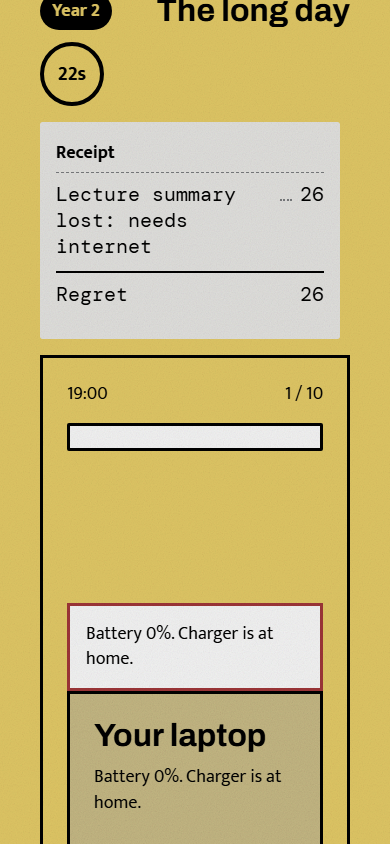 Year 2
The long day
22s
Receipt
Lecture summary .... 26
lost: needs
internet
Regret 26
19:00 1 / 10
Battery 0%. Charger is at
home.
Your laptop
Battery 0%. Charger is at
home.